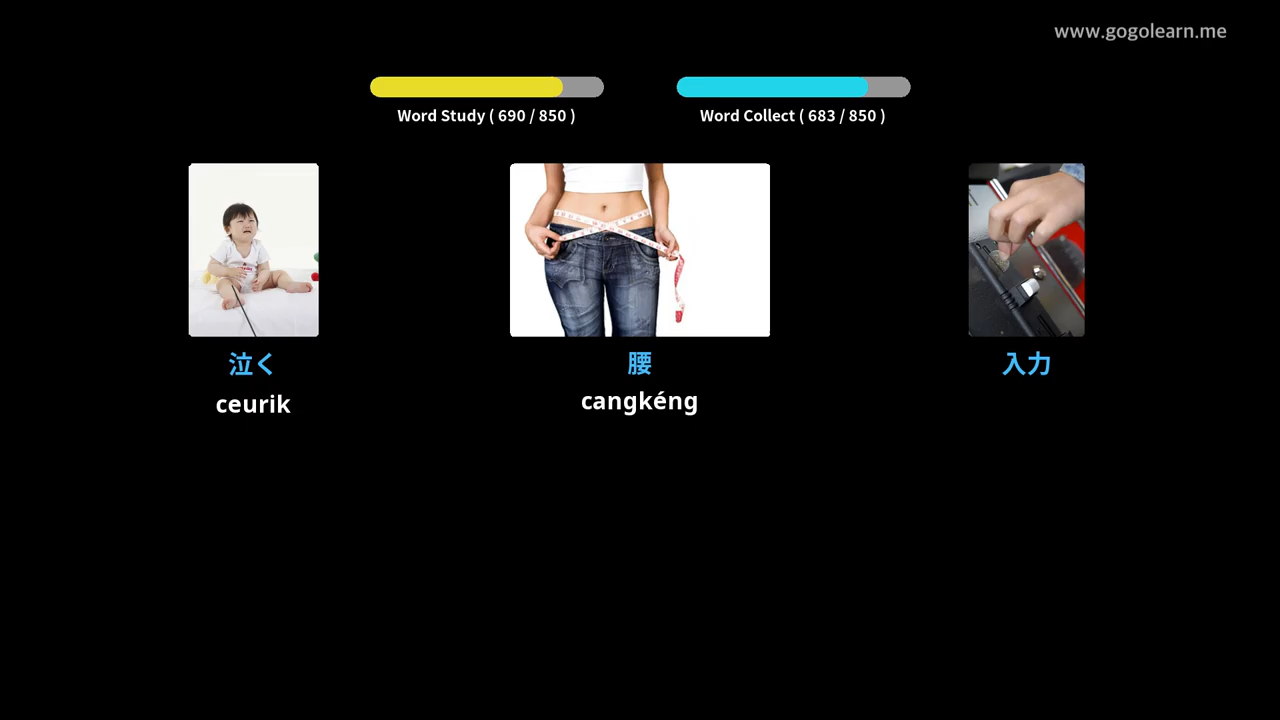 www.gogolearn.me
Word Study ( 690 / 850 )
Word Collect ( 683 / 850 )
泣く
腰
入力
ceurik
cangkéng